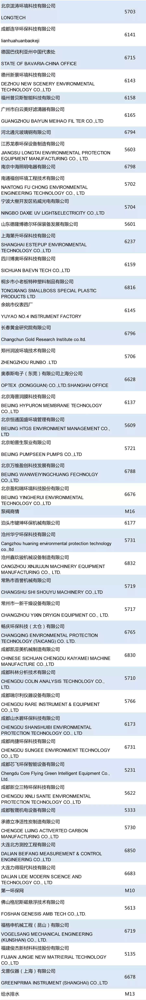 北京泷涛环境科技有限公司
5703
LONGTECH
成都连华环保科技有限公司
6141
lianhuahuanbaokeji
德国巴伐利亚州中国代表处
6715
STATE OF BAVARIA-CHINA OFFICE
德州新景环境科技有限公司
6143
DEZHOU NEW SCENERY ENVIRONMENTAL
TECHNOLOGY CO.,LTD
福州普贝斯智能科技有限公司
6158
广州市白云美好滤清器有限公司
6165
GUANGZHOU BAIYUN MEIHAO FIL TER CO.,LTD
河北通元玻璃钢有限公司
6794
江苏龙泰环保设备制造有限公司
5603
JIANGSU LONGTAI ENVIRONMENTAL PROTECTION
EQUIPMENT MANUFACTURING CO., LTD.
南京中海照明电器有限公司
6798
南通福创环境工程技术有限公司
5702
NANTONG FU CHONG ENVIRONMENTAL
ENGINEERING TECHNOLOGY CO., LTD
宁波大榭开发区佑威光电有限公司
5704
NINGBO DAXIE UV LIGHT&ELECTRICITY CO.,LTD
山东德隆博德尔环保装备发展有限公司
5601
上海第升环保科技有限公司
6237
SHANGHAI ESTEPUP ENVIRONMENTAL
TECHNOLOGY CO.,LTD
四川博奥环保科技有限公司
6159
SICHUAN BAEVN TECH CO.,LTD
桐乡市小老板特种塑料制品有限公司
6816
TONGXIANG SMALLBOSS SPECIAL PLASTIC
PRODUCTS LTD
余姚市仪表四厂
6145
YUYAO NO.4 INSTRUMENT FACTORY
长春黄金研究院有限公司
6796
Changchun Gold Research Institute co.ltd.
郑州润波环境技术有限公司
5706
ZHENGZHOU RUNBO .LTD
奥泰斯电子（东莞）有限公司上海分公司
6628
OPTEX (DONGGUAN) CO.,LTD.SHANGHAI OFFICE
北京海普润膜科技有限公司
6137
BEIJING HYPURON MEMBRANE TECHNOLOGY
CO.,LTD
北京恒通国盛环境管理有限公司
5609
BEIJING HTGS ENVIRONMENT MANAGEMENT CO.,
LTD
北京帕普生泵业有限公司
5721
BEIJING PUMPSEEN PUMPS CO.,LTD
北京万维盈创科技发展有限公司
6788
BEIJING WANWEIYINGCHUANG FECHNOLGY
CO.,LTD
北京盈和瑞环境科技股份有限公司
6676
BEIJING YINGHERUI ENVIRONMENTAL
TECHNOLOGY CO.,LTD
泵阀商情
M16
泊头市键坤环保机械有限公司
6177
沧州华宁环保科技有限公司
5731
Cangzhou huaning environmental protection technology
co.,ltd
沧州鑫玖骏机械设备制造有限公司
6832
CANGZHOU XINJIUJUN MACHINERY EQUIPMENT
MANUFACTURING CO., LTD.
常熟市首誉机械有限公司
5719
CHANGSHU SHI SHOUYU MACHINERY CO.,LTD
常州市一新干燥设备有限公司
5717
CHANGZHOU YIXIN DRYIGN EQUIPMENT CO., LTD.
畅庆环保科技（太仓）有限公司
6765
CHANGQING ENVIRONMENTAL PROTECTION
TECHNOLOGY (TAICANG) CO. LTD.
成都凯亚美机械制造有限公司
6830
CHINESE SICHUAN CHENGDU KAIYAMEI MACHINE
MANUFACTURE CO.,LTD
成都科林分析技术有限公司
5710
CHENGDU COLIN ANALYSIS TECHNOLOGY CO.,
LTD.
成都瑞尔利仪器设备有限公司
5766
CHENGDU RARE INSTRUMENT & EQUIPMENT
CO.,LTD
成都山水碧环保科技有限公司
6173
CHENGDU SHANSHUIBI ENVIRONMENTAL
PROTECTION TECHNOLOGY CO., LTD
成都尚捷环保科技有限公司
6731
CHENGDU SUNGEE ENVIRONMENT TECHNOLOGY
CO.,LTD
成都芯飞环保智能设备有限公司
5231
Chengdu Core Flying Green Intelligent Equipment Co.,
Ltd.
成都新立三特环保科技有限公司
5622
CHENGDU XINLI SANTE ENVIRONMENTAL
PROTECTION TECHNOLOGY CO.,LTD
成都智晟机电设备有限公司
5333
承德立净活性炭制造有限公司
5730
CHENGDE LIJING ACTIVERTED CARBON
MANUFACTURING CO.,LTD
大连北方测控工程有限公司
6850
DALIAN BEIFANG MEASUREMENT & CONTROL
ENGINEERING CO.,LTD
大连力得现代科技有限公司
6683
DALIAN LIDE MODERN SCIENCE AND
TECHNOLOGY CO., LTD
第一环保网
M10
佛山格尼斯磁悬浮技术有限公司
5613
FOSHAN GENESIS AMB TECH CO.,LTD.
福格申机械工程（昆山）有限公司
6719
VOGELSANG MECHANICAL ENGINEERING
(KUNSHAN) CO., LTD.
福建俊杰新材料科技股份有限公司
5135
FUJIAN JUNGIE NEW MATR\ERIAL TECHNOLOGY
CO.,LTD
戈普仪器（上海）有限公司
6678
GREENPRIMA INSTRUMENT (SHANGHAI) CO.,LTD
给水排水
M13